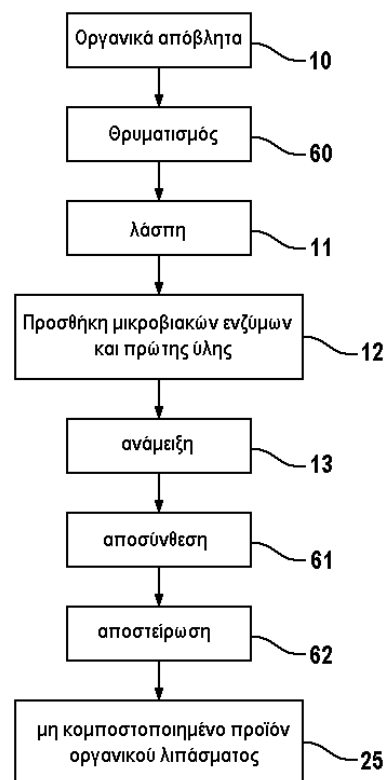 Οργανικά απόβλητα
10
Θρυματισμός
60
λάσπη
11
Προσθήκη μικροβιακών ενζύμων
και πρώτης ύλης
12
ανάμειξη
13
αποσύνθεση
61
αποστείρωση
62
μη κομποστοποιημένο προϊόν
οργανικού λιπάσματος
25